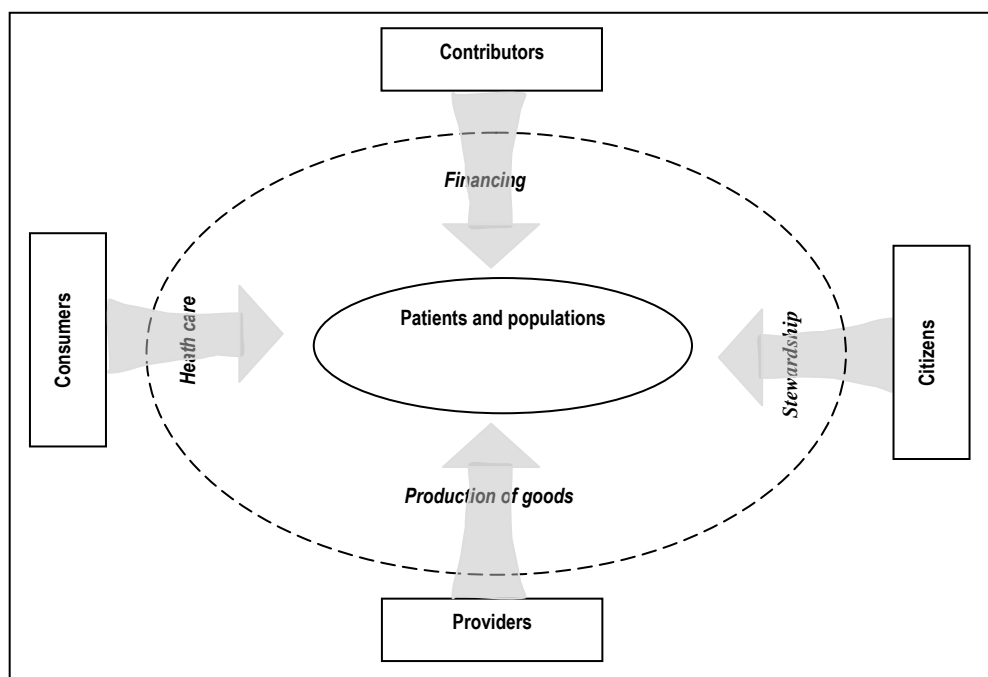 Contributors
Financing
Consumers
Heath care
Patients and populations
Stewardship
Citizens
Production of goods
Providers